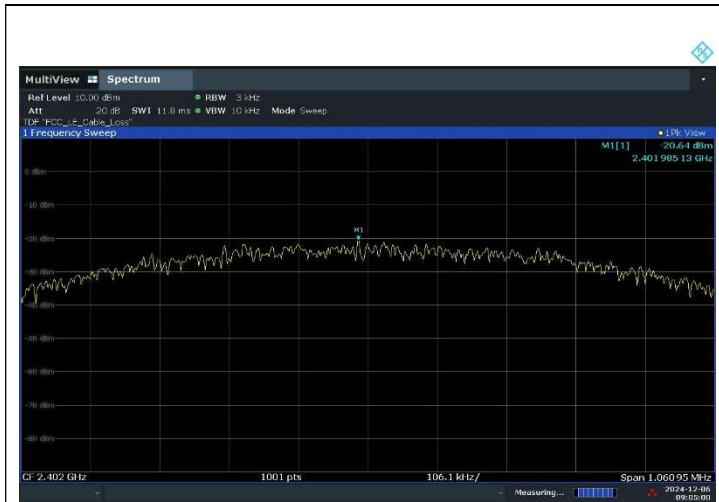 MultiView Spectrum
Ref Level 10.00 dBm RBW 3 kHz
Att 20 dB SWT 11.8 ms VBW 10 kHz Mode Sweep
TDF "FCC_LE_Cable_Loss"
1 Frequency Sweep 1Pk View
M1[1] -20.64 dBm
2.401 985 13 GHz
0 dBm
-10 dBm
M1
-20 dBm
-30 dBm
-40 dBm
-50 dBm
-60 dBm
-70 dBm
-80 dBm
CF 2.402 GHz 1001 pts 106.1 kHz/ Span 1.060 95 MHz
Measuring... 2024-12-06
09:05:00